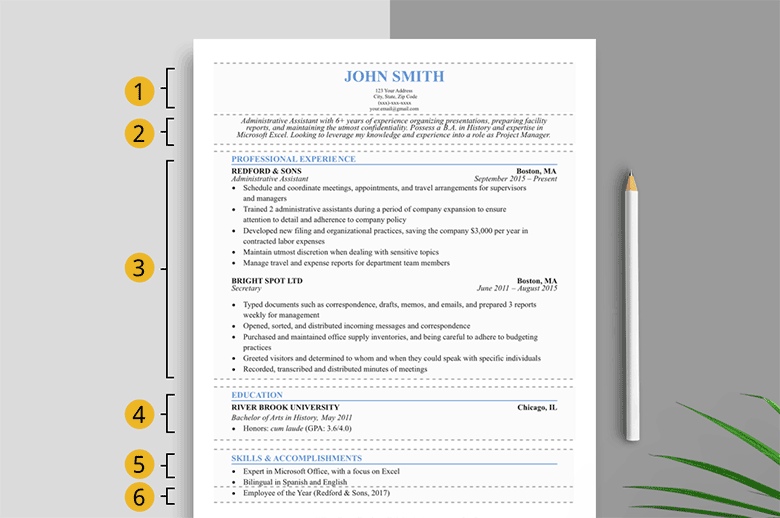 JOHN SMITH
123 Your Address
City, State, Zip Code
(xxx)-xxx-xxxx
your.email@gmail.com
1
Administrative Assistant with 6+ years of experience organizing presentations, preparing facility
reports, and maintaining the utmost confidentiality. Possess a B.A. in History and expertise in
Microsoft Excel. Looking to leverage my knowledge and experience into a role as Project Manager.
2
PROFESSIONAL EXPERIENCE
REDFORD & SONS Boston, MA
Administrative Assistant September 2015 – Present
• Schedule and coordinate meetings, appointments, and travel arrangements for supervisors
and managers
• Trained 2 administrative assistants during a period of company expansion to ensure
attention to detail and adherence to company policy
• Developed new filing and organizational practices, saving the company $3,000 per year in
contracted labor expenses
• Maintain utmost discretion when dealing with sensitive topics
• Manage travel and expense reports for department team members
3
BRIGHT SPOT LTD Boston, MA
Secretary June 2011 – August 2015
• Typed documents such as correspondence, drafts, memos, and emails, and prepared 3 reports
weekly for management
• Opened, sorted, and distributed incoming messages and correspondence
• Purchased and maintained office supply inventories, and being careful to adhere to budgeting
practices
• Greeted visitors and determined to whom and when they could speak with specific individuals
• Recorded, transcribed and distributed minutes of meetings
EDUCATION
4
RIVER BROOK UNIVERSITY Chicago, IL
Bachelor of Arts in History, May 2011
• Honors: cum laude (GPA: 3.6/4.0)
SKILLS & ACCOMPLISHMENTS
5
• Expert in Microsoft Office, with a focus on Excel
• Bilingual in Spanish and English
6
• Employee of the Year (Redford & Sons, 2017)